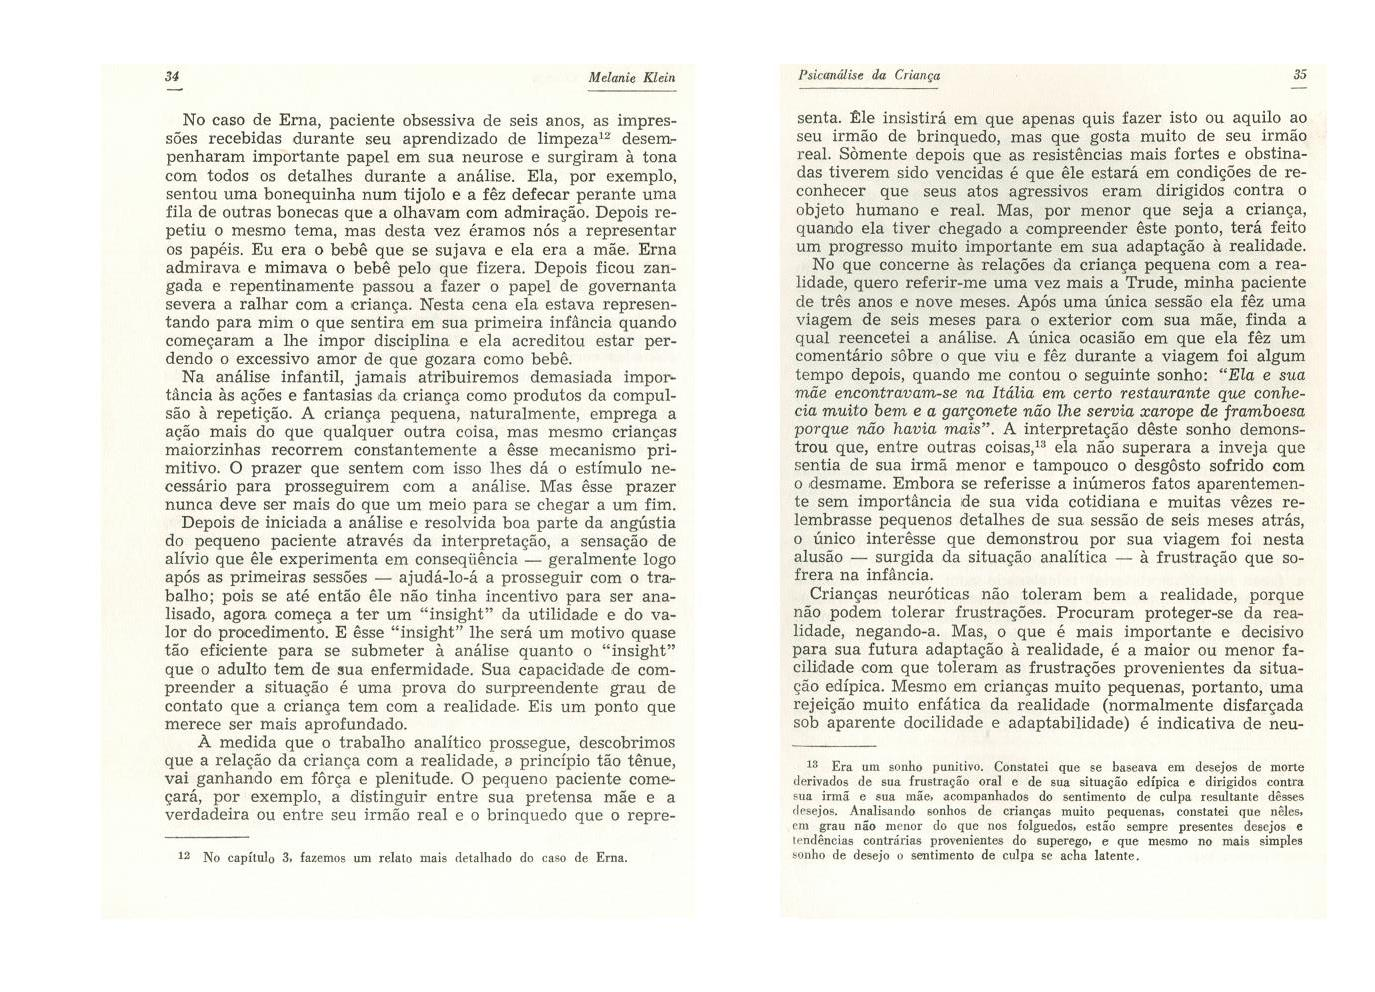 34
Melanie Klein
No caso de Erna, paciente obsessiva de seis anos, as impres-
sões recebidas durante seu aprendizado de limpeza¹² desem-
penharam importante papel em sua neurose e surgiram à tona
com todos os detalhes durante a análise. Ela, por exemplo,
sentou uma bonequinha num tijolo e a fêz defecar perante uma
fila de outras bonecas que a olhavam com admiração. Depois re-
petiu o mesmo tema, mas desta vez éramos nós a representar
os papéis. Eu era o bebê que se sujava e ela era a mãe. Erna
admirava e mimava o bebê pelo que fizera. Depois ficou zan-
gada e repentinamente passou a fazer o papel de governanta
severa a ralhar com a criança. Nesta cena ela estava represen-
tando para mim o que sentira em sua primeira infância quando
começaram a lhe impor disciplina e ela acreditou estar per-
dendo o excessivo amor de que gozara como bebê.
Na análise infantil, jamais atribuiremos demasiada impor-
tância às ações e fantasias da criança como produtos da compul-
são à repetição. A criança pequena, naturalmente, emprega a
ação mais do que qualquer outra coisa, mas mesmo crianças
maiorzinhas recorrem constantemente a êsse mecanismo pri-
mitivo. O prazer que sentem com isso lhes dá o estímulo ne-
cessário para prosseguirem com a análise. Mas êsse prazer
nunca deve ser mais do que um meio para se chegar a um fim.
Depois de iniciada a análise e resolvida boa parte da angústia
do pequeno paciente através da interpretação, a sensação de
alívio que êle experimenta em conseqüência — geralmente logo
após as primeiras sessões — ajudá-lo-á a prosseguir com o tra-
balho; pois se até então êle não tinha incentivo para ser ana-
lisado, agora começa a ter um “insight” da utilidade e do va-
lor do procedimento. E êsse “insight” lhe será um motivo quase
tão eficiente para se submeter à análise quanto o “insight”
que o adulto tem de sua enfermidade. Sua capacidade de com-
preender a situação é uma prova do surpreendente grau de
contato que a criança tem com a realidade. Eis um ponto que
merece ser mais aprofundado.
À medida que o trabalho analítico prossegue, descobrimos
que a relação da criança com a realidade, a princípio tão tênue,
vai ganhando em fôrça e plenitude. O pequeno paciente come-
çará, por exemplo, a distinguir entre sua pretensa mãe e a
verdadeira ou entre seu irmão real e o brinquedo que o repre-
12 No capítulo 3, fazemos um relato mais detalhado do caso de Erna.
Psicanálise da Criança
35
senta. Êle insistirá em que apenas quis fazer isto ou aquilo ao
seu irmão de brinquedo, mas que gosta muito de seu irmão
real. Sòmente depois que as resistências mais fortes e obstina-
das tiverem sido vencidas é que êle estará em condições de re-
conhecer que seus atos agressivos eram dirigidos contra o
objeto humano e real. Mas, por menor que seja a criança,
quando ela tiver chegado a compreender êste ponto, terá feito
um progresso muito importante em sua adaptação à realidade.
No que concerne às relações da criança pequena com a rea-
lidade, quero referir-me uma vez mais a Trude, minha paciente
de três anos e nove meses. Após uma única sessão ela fêz uma
viagem de seis meses para o exterior com sua mãe, finda a
qual reencetei a análise. A única ocasião em que ela fêz um
comentário sôbre o que viu e fêz durante a viagem foi algum
tempo depois, quando me contou o seguinte sonho: “Ela e sua
mãe encontravam-se na Itália em certo restaurante que conhe-
cia muito bem e a garçonete não lhe servia xarope de framboesa
porque não havia mais”. A interpretação dêste sonho demons-
trou que, entre outras coisas,¹³ ela não superara a inveja que
sentia de sua irmã menor e tampouco o desgôsto sofrido com
o desmame. Embora se referisse a inúmeros fatos aparentemen-
te sem importância de sua vida cotidiana e muitas vêzes re-
lembrasse pequenos detalhes de sua sessão de seis meses atrás,
o único interêsse que demonstrou por sua viagem foi nesta
alusão — surgida da situação analítica — à frustração que so-
frera na infância.
Crianças neuróticas não toleram bem a realidade, porque
não podem tolerar frustrações. Procuram proteger-se da rea-
lidade, negando-a. Mas, o que é mais importante e decisivo
para sua futura adaptação à realidade, é a maior ou menor fa-
cilidade com que toleram as frustrações provenientes da situa-
ção edípica. Mesmo em crianças muito pequenas, portanto, uma
rejeição muito enfática da realidade (normalmente disfarçada
sob aparente docilidade e adaptabilidade) é indicativa de neu-
13 Era um sonho punitivo. Constatei que se baseava em desejos de morte
derivados de sua frustração oral e de sua situação edípica e dirigidos contra
sua irmã e sua mãe, acompanhados do sentimento de culpa resultante dêsses
desejos. Analisando sonhos de crianças muito pequenas, constatei que nêles,
em grau não menor do que nos folguedos, estão sempre presentes desejos e
tendências contrárias provenientes do superego, e que mesmo no mais simples
sonho de desejo o sentimento de culpa se acha latente.